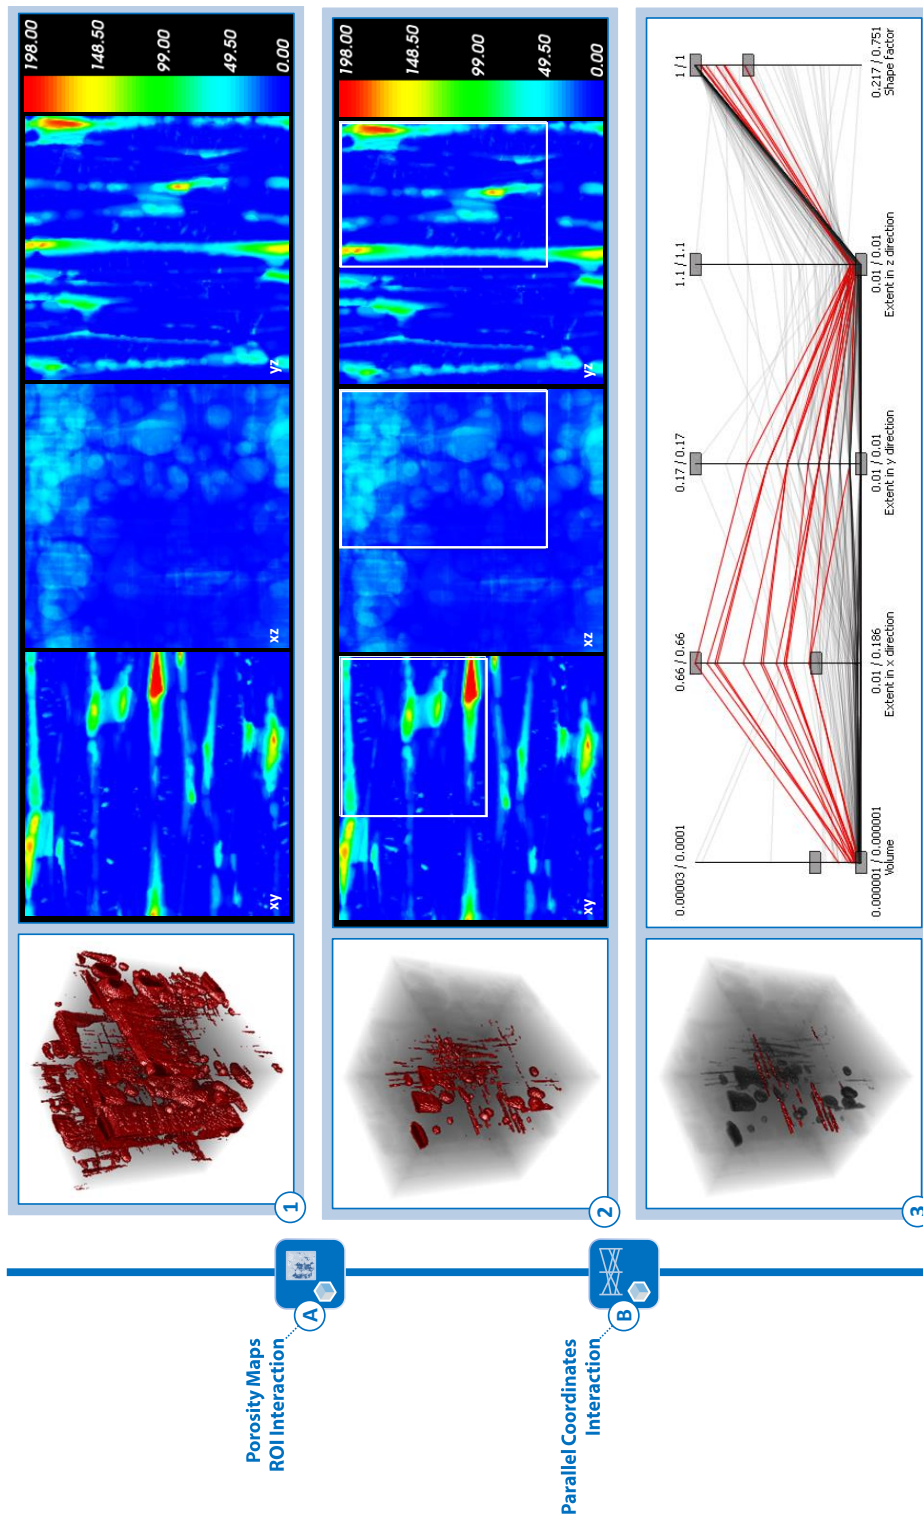 Porosity Maps
ROI Interaction
A
1
xy
xz
yz
198.00
148.50
99.00
49.50
0.00
Parallel Coordinates
Interaction
B
2
xy
xz
yz
198.00
148.50
99.00
49.50
0.00
3
0.00003 / 0.0001
0.66 / 0.66
0.17 / 0.17
1.1 / 1.1
1 / 1
0.000001 / 0.000001
Volume
0.01 / 0.186
Extent in x direction
0.01 / 0.01
Extent in y direction
0.01 / 0.01
Extent in z direction
0.217 / 0.751
Shape factor